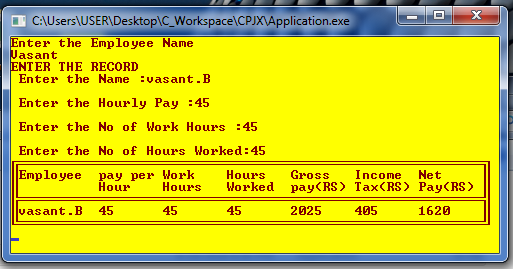 C:\Users\USER\Desktop\C_Workspace\CPJX\Application.exe
Enter the Employee Name
Vasant
ENTER THE RECORD
Enter the Name :vasant.B
Enter the Hourly Pay :45
Enter the No of Work Hours :45
Enter the No of Hours Worked:45
Employee pay per Work Hours Gross Income Net
Hour Hours Worked pay(RS) Tax(RS) Pay(RS)
vasant.B 45 45 45 2025 405 1620